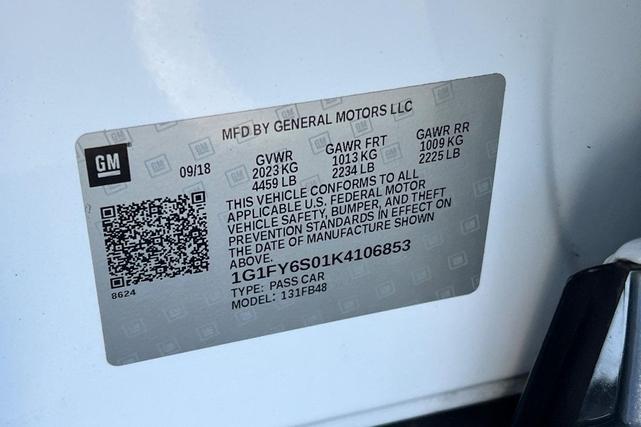 MFD BY GENERAL MOTORS LLC
GM
09/18
GVWR
2023 KG
4459 LB
GAWR FRT
1013 KG
2234 LB
GAWR RR
1009 KG
2225 LB
THIS VEHICLE CONFORMS TO ALL
APPLICABLE U.S. FEDERAL MOTOR
VEHICLE SAFETY, BUMPER, AND THEFT
PREVENTION STANDARDS IN EFFECT ON
THE DATE OF MANUFACTURE SHOWN
ABOVE.
1G1FY6S01K4106853
TYPE: PASS CAR
MODEL: 131FB48
8624